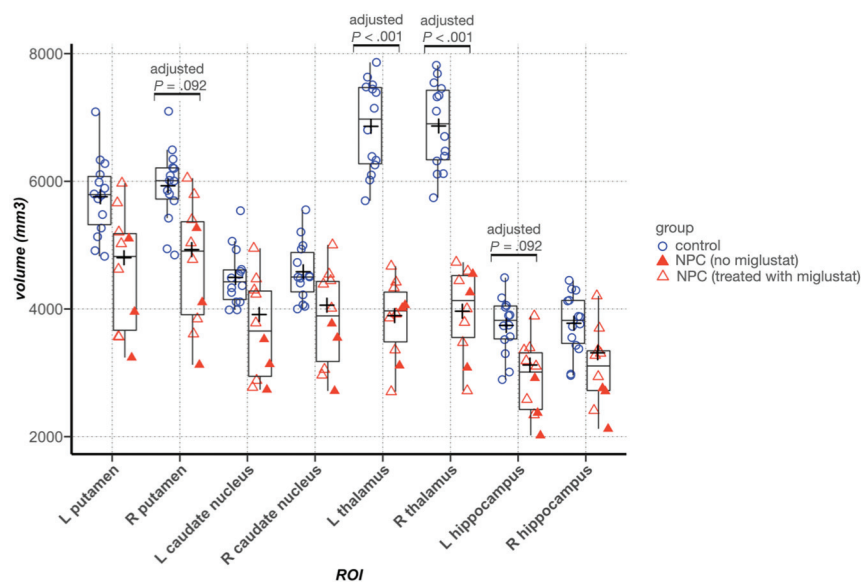 adjusted
P < .001
adjusted
P < .001
8000
adjusted
P = .092
6000
adjusted
P = .092
group
control
NPC (no miglustat)
NPC (treated with miglustat)
4000
2000
volume (mm3)
L putamen
R putamen
L caudate nucleus
R caudate nucleus
L thalamus
R thalamus
L hippocampus
R hippocampus
ROI